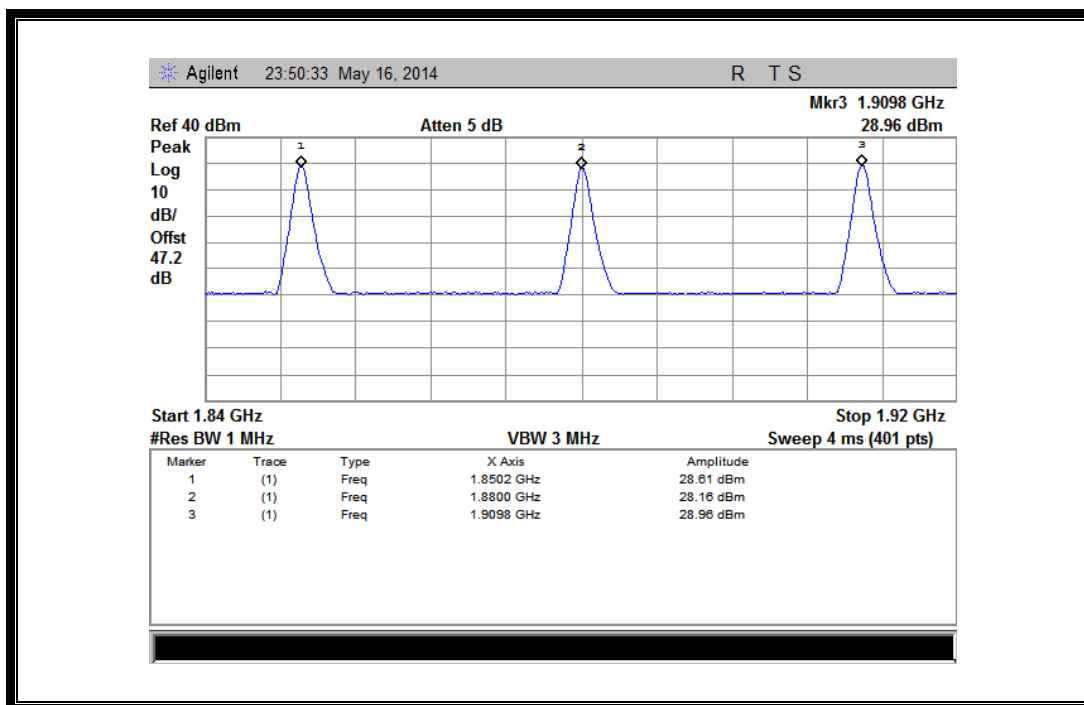 Agilent 23:50:33 May 16, 2014 R T S
Mkr3 1.9098 GHz
Ref 40 dBm Atten 5 dB 28.96 dBm
Peak
Log
10
dB/
Offst
47.2
dB
1 2 3
Start 1.84 GHz Stop 1.92 GHz
#Res BW 1 MHz VBW 3 MHz Sweep 4 ms (401 pts)
Marker Trace Type X Axis Amplitude
1 (1) Freq 1.8502 GHz 28.61 dBm
2 (1) Freq 1.8800 GHz 28.16 dBm
3 (1) Freq 1.9098 GHz 28.96 dBm